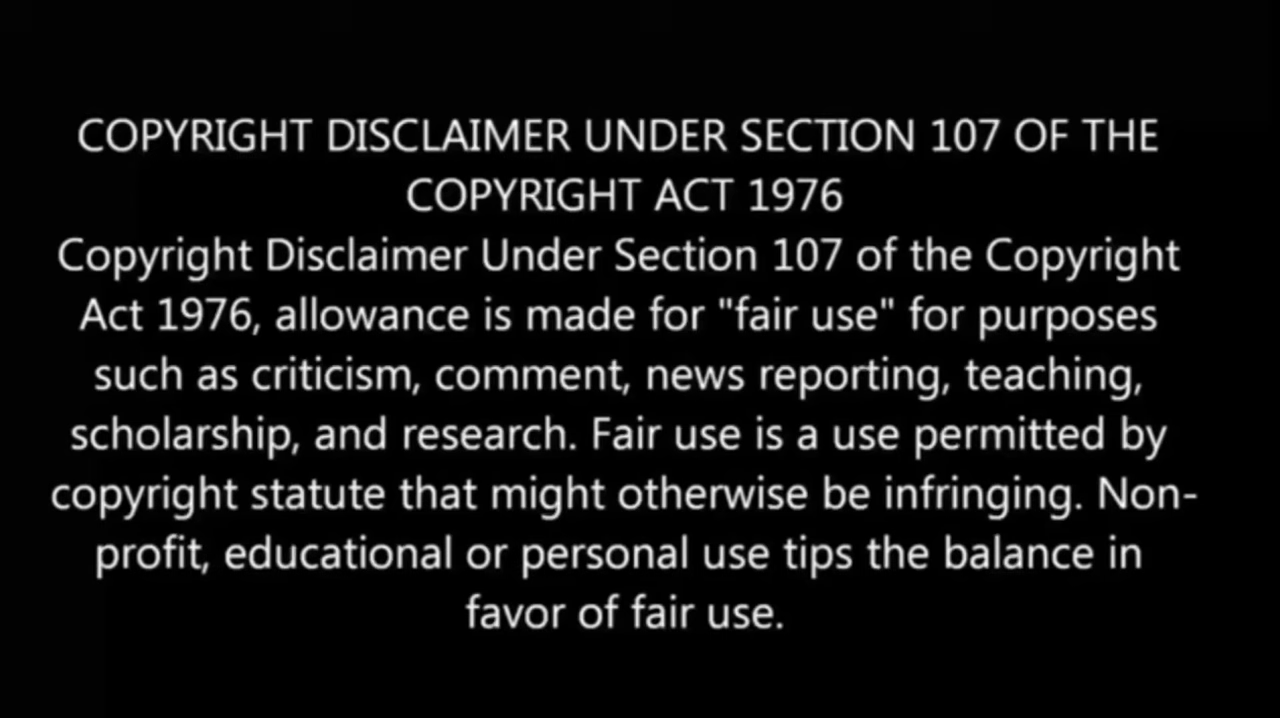 COPYRIGHT DISCLAIMER UNDER SECTION 107 OF THE
COPYRIGHT ACT 1976
Copyright Disclaimer Under Section 107 of the Copyright
Act 1976, allowance is made for "fair use" for purposes
such as criticism, comment, news reporting, teaching,
scholarship, and research. Fair use is a use permitted by
copyright statute that might otherwise be infringing. Non-
profit, educational or personal use tips the balance in
favor of fair use.